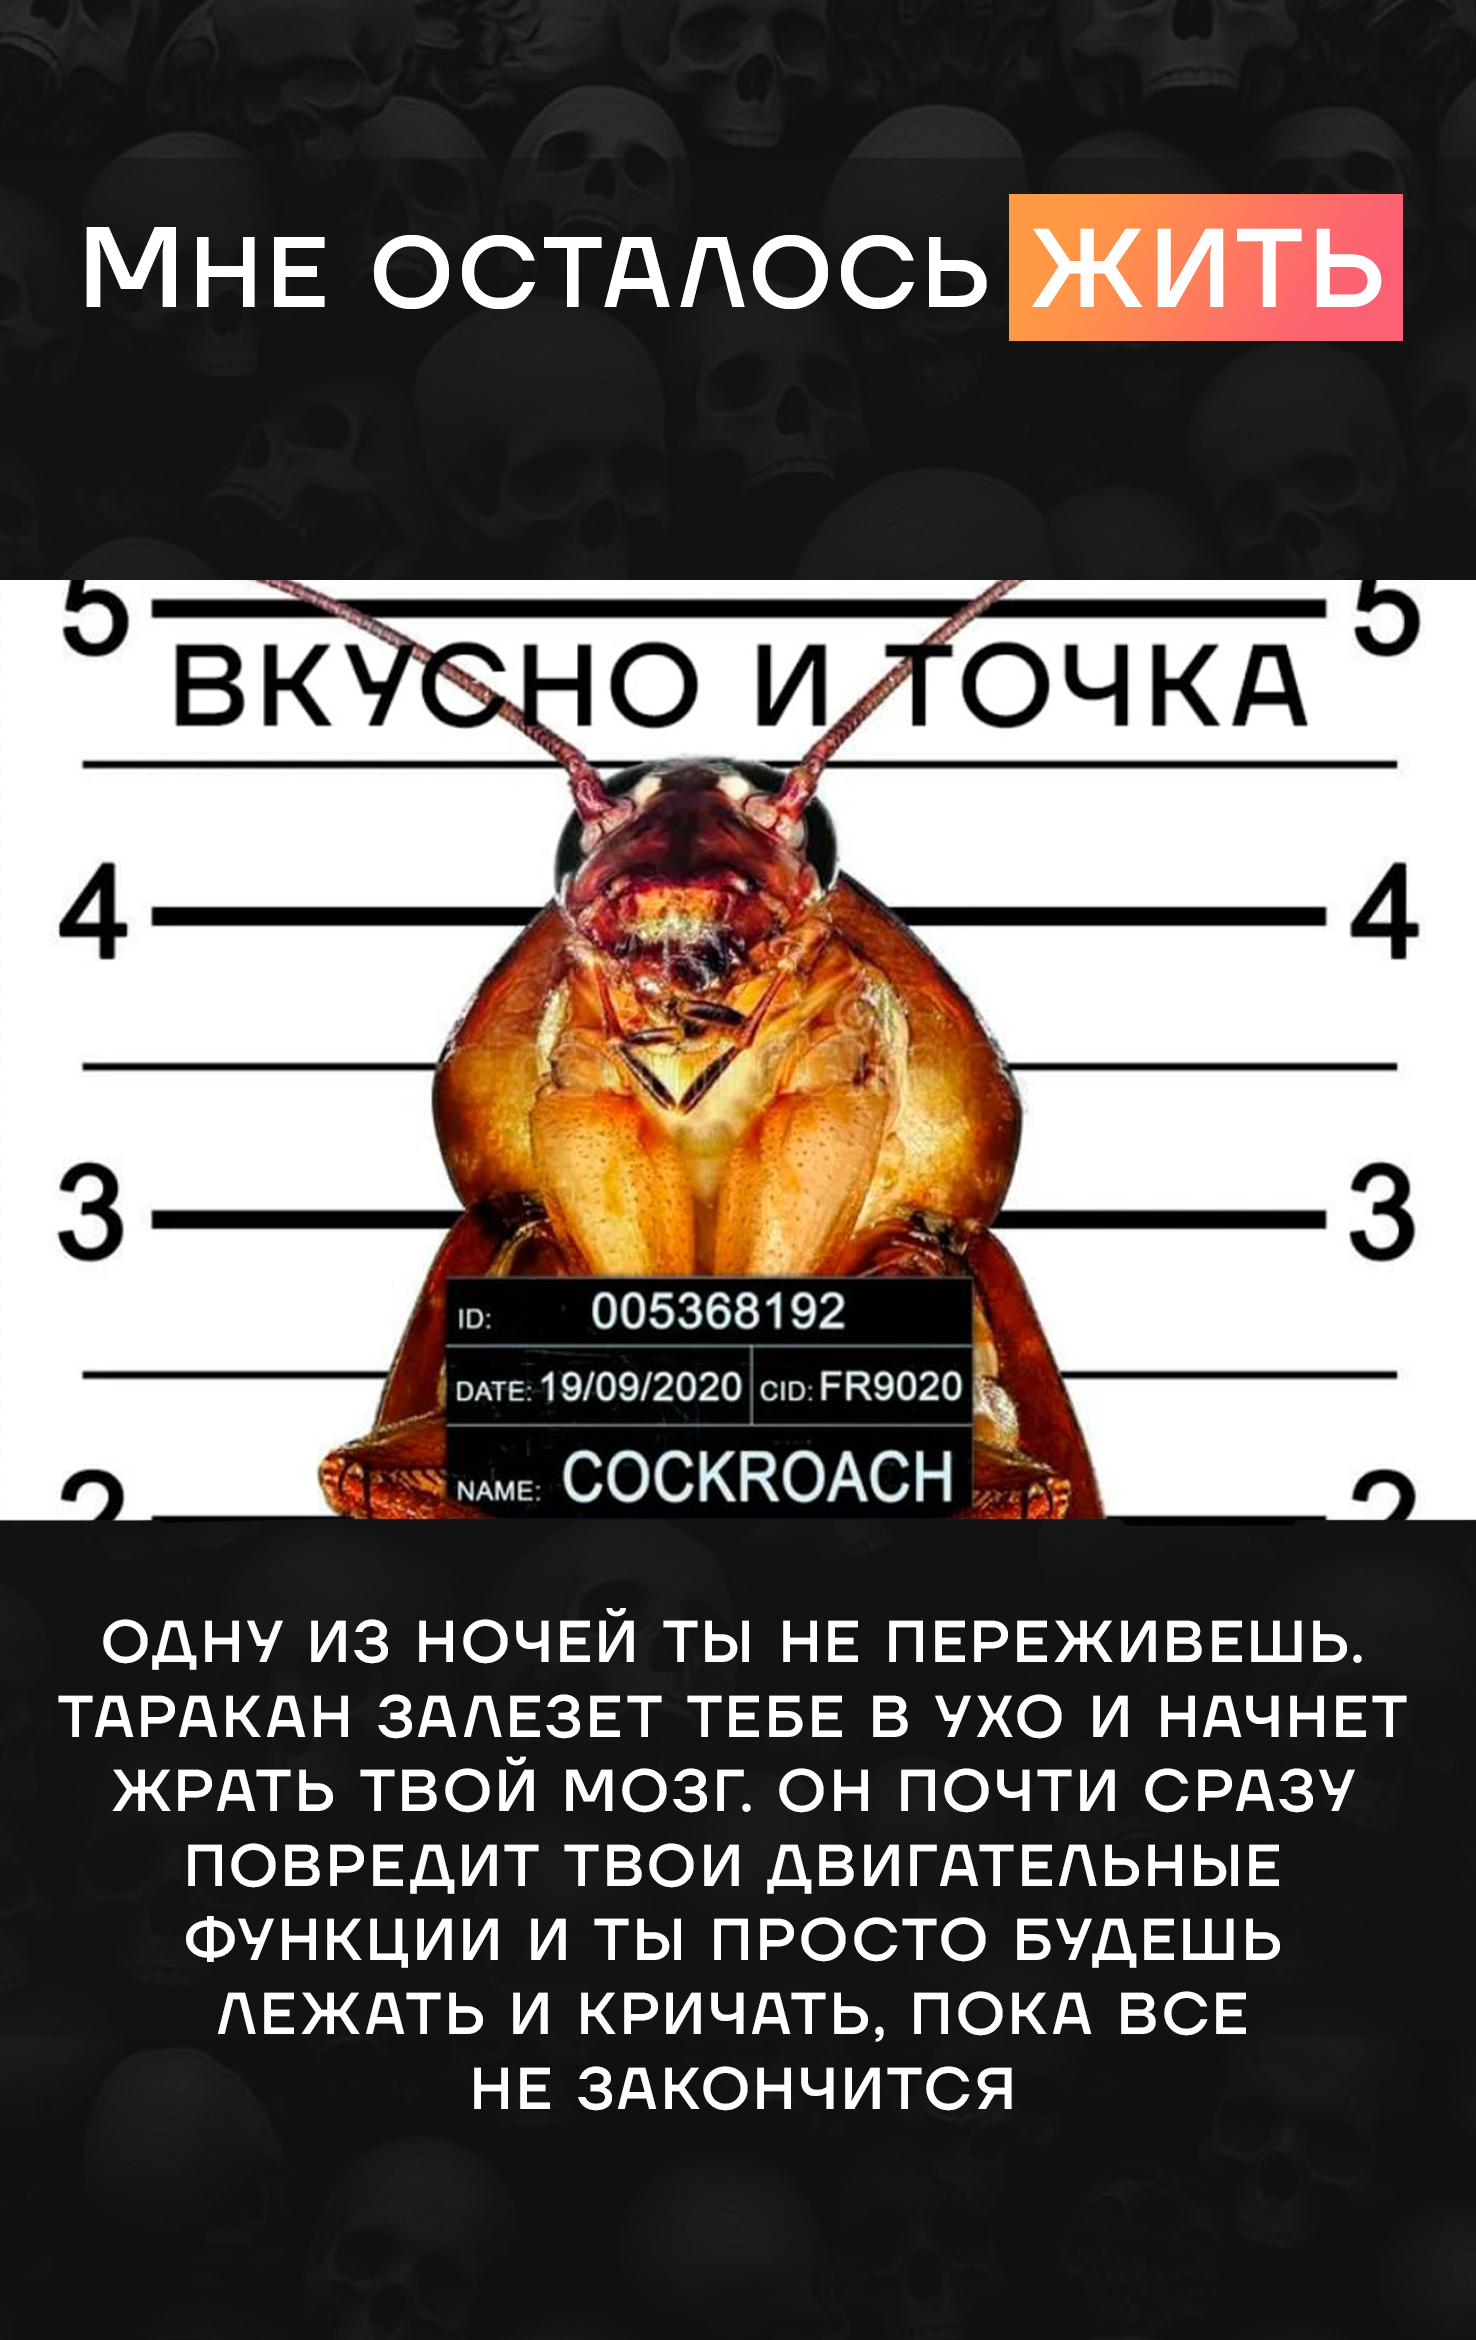 Мне осталось жить
5 5
ВКУСНО И ТОЧКА
4 4
3 3
ID: 005368192
DATE: 19/09/2020 CID: FR9020
NAME: COCKROACH
2 2
ОДНУ ИЗ НОЧЕЙ ТЫ НЕ ПЕРЕЖИВЕШЬ.
ТАРАКАН ЗАЛЕЗЕТ ТЕБЕ В УХО И НАЧНЕТ
ЖРАТЬ ТВОЙ МОЗГ. ОН ПОЧТИ СРАЗУ
ПОВРЕДИТ ТВОИ ДВИГАТЕЛЬНЫЕ
ФУНКЦИИ И ТЫ ПРОСТО БУДЕШЬ
ЛЕЖАТЬ И КРИЧАТЬ, ПОКА ВСЕ
НЕ ЗАКОНЧИТСЯ